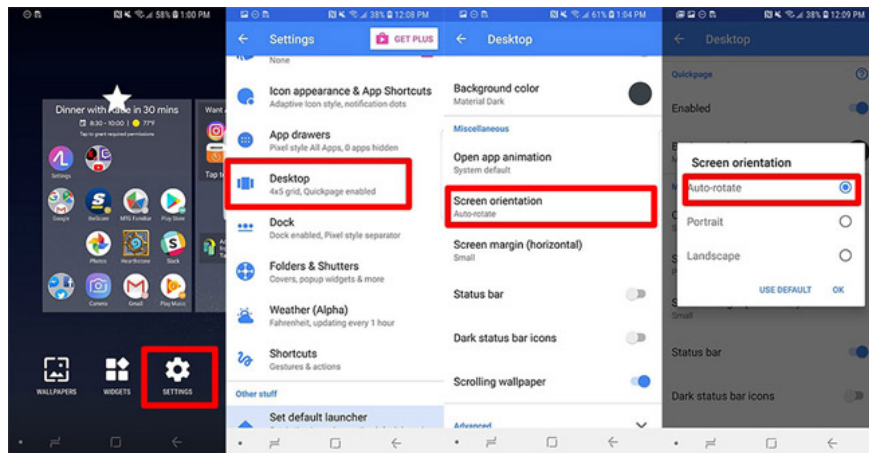 58% 1:00 PM
Dinner with Katie in 30 mins
8:30 - 10:00 | 77°F
Tap to grant required permissions
Want
Tap t
Settings
Google
MTG Familiar
Play Store
Photos
Hearthstone
Slack
Camera
Gmail
Play Music
WALLPAPERS
WIDGETS
SETTINGS
38% 12:08 PM
Settings
GET PLUS
None
Icon appearance & App Shortcuts
Adaptive Icon style, notification dots
App drawers
Pixel style All Apps, 0 apps hidden
Desktop
4x5 grid, Quickpage enabled
Dock
Dock enabled, Pixel style separator
Folders & Shutters
Covers, popup widgets & more
Weather (Alpha)
Fahrenheit, updating every 1 hour
Shortcuts
Gestures & actions
Other stuff
Set default launcher
61% 1:04 PM
Desktop
Background color
Material Dark
Miscellaneous
Open app animation
System default
Screen orientation
Auto-rotate
Screen margin (horizontal)
Small
Status bar
Dark status bar icons
Scrolling wallpaper
Advanced
38% 12:09 PM
Desktop
Quickpage
Enabled
Screen orientation
Auto-rotate
Portrait
Landscape
USE DEFAULT OK
Small
Status bar
Dark status bar icons